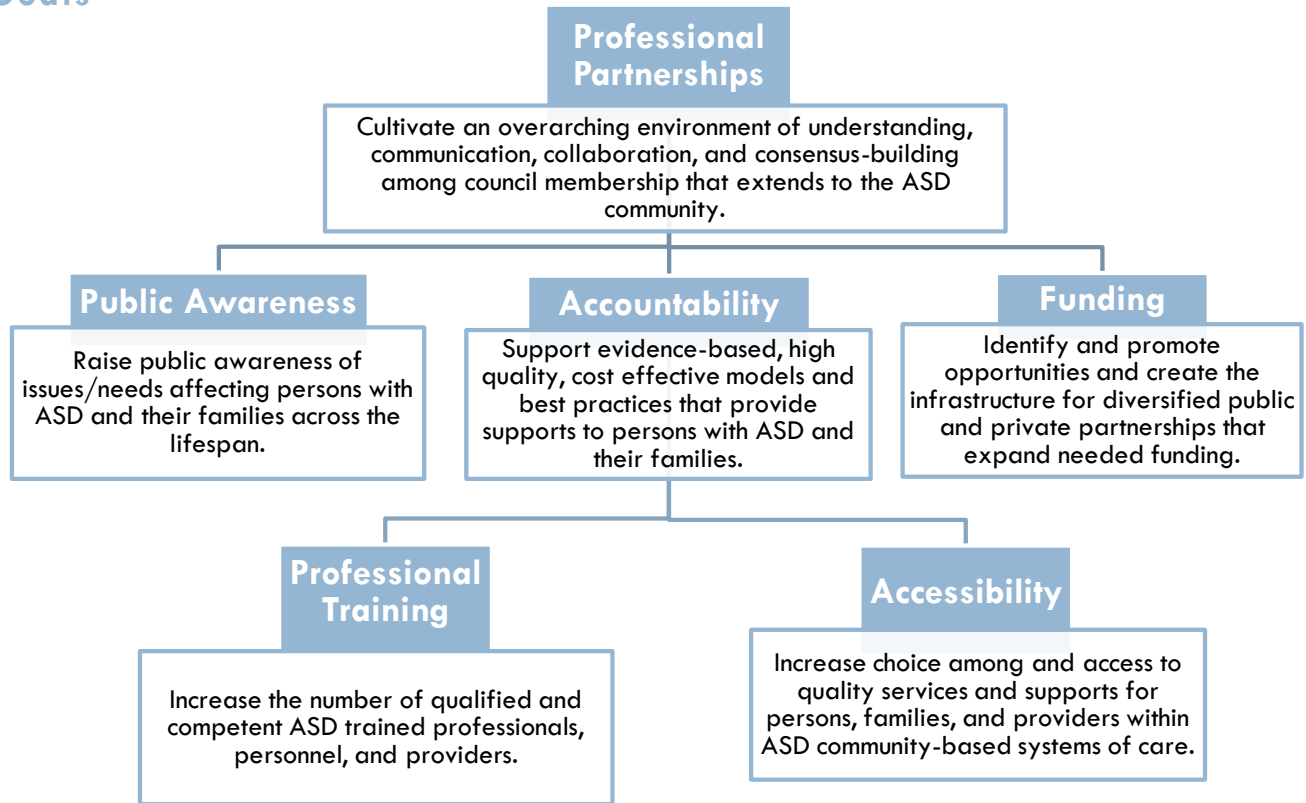 Professional
Partnerships
Cultivate an overarching environment of understanding,
communication, collaboration, and consensus-building
among council membership that extends to the ASD
community.
Public Awareness
Raise public awareness of
issues/needs affecting persons with
ASD and their families across the
lifespan.
Accountability
Support evidence-based, high
quality, cost effective models and
best practices that provide
supports to persons with ASD and
their families.
Funding
Identify and promote
opportunities and create the
infrastructure for diversified public
and private partnerships that
expand needed funding.
Professional
Training
Increase the number of qualified and
competent ASD trained professionals,
personnel, and providers.
Accessibility
Increase choice among and access to
quality services and supports for
persons, families, and providers within
ASD community-based systems of care.